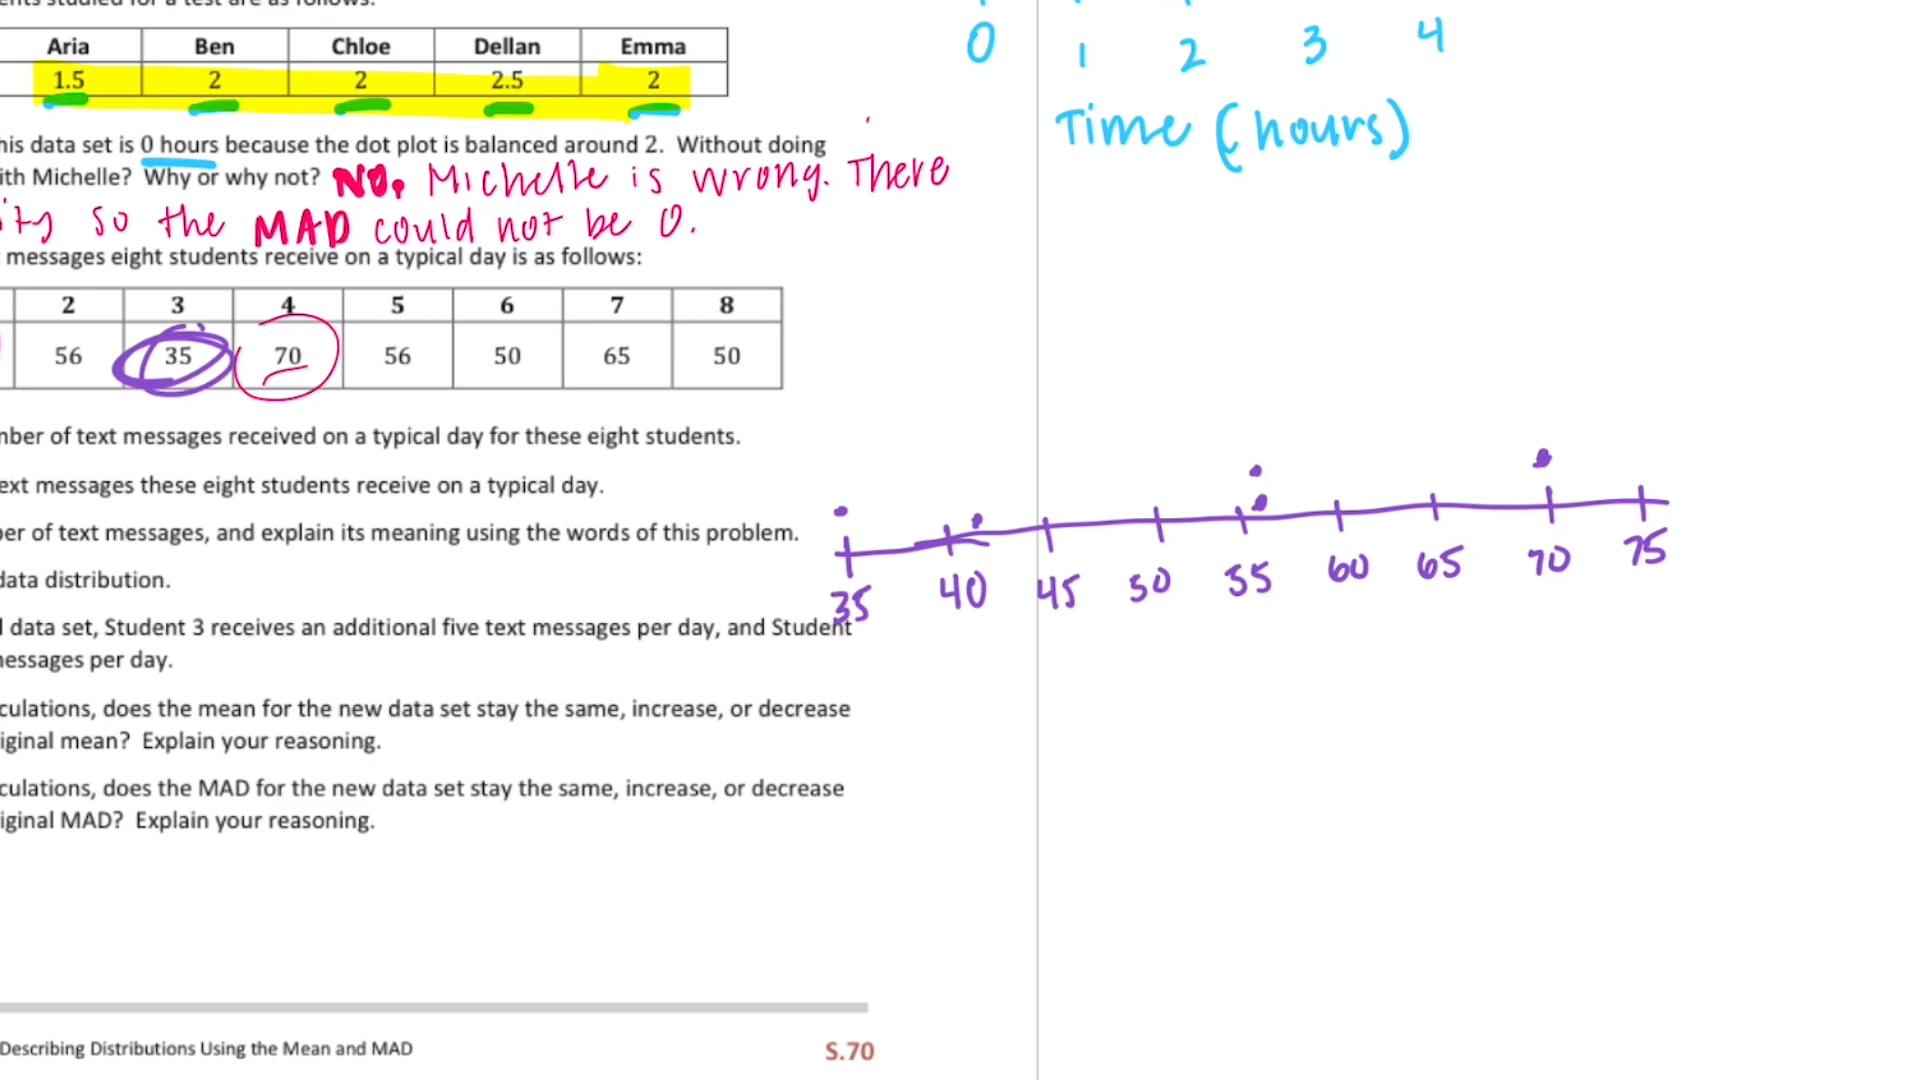 Aria Ben Chloe Dellan Emma
1.5 2 2 2.5 2
his data set is 0 hours because the dot plot is balanced around 2. Without doing
ith Michelle? Why or why not? NO. Michelle is wrong. There
ity so the MAD could not be 0.
messages eight students receive on a typical day is as follows:
2 3 4 5 6 7 8
56 35 70 56 50 65 50
nber of text messages received on a typical day for these eight students.
ext messages these eight students receive on a typical day.
ber of text messages, and explain its meaning using the words of this problem.
data distribution.
data set, Student 3 receives an additional five text messages per day, and Student
nessages per day.
culations, does the mean for the new data set stay the same, increase, or decrease
iginal mean? Explain your reasoning.
culations, does the MAD for the new data set stay the same, increase, or decrease
iginal MAD? Explain your reasoning.
Describing Distributions Using the Mean and MAD
S.70
0 1 2 3 4
Time (hours)
35 40 45 50 55 60 65 70 75